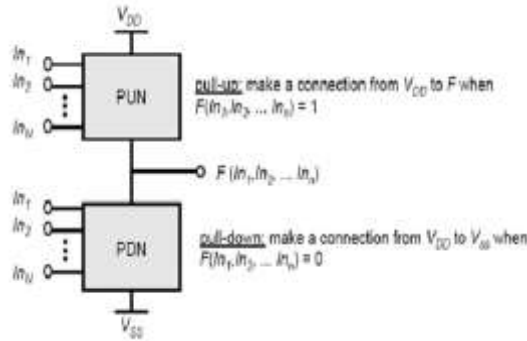 V_DD
In_1
In_2
In_N
PUN
pull-up: make a connection from V_DD to F when
F(In_1,In_2, ... In_n) = 1
F (In_1,In_2, ... In_n)
In_1
In_2
In_N
PDN
pull-down: make a connection from V_DD to V_ss when
F(In_1,In_2, ... In_n) = 0
V_SS